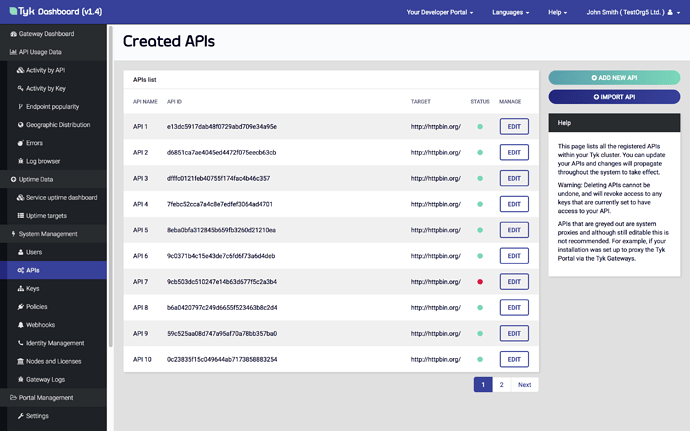 Tyk Dashboard (v1.4)
Your Developer Portal
Languages
Help
John Smith ( TestOrg5 Ltd. )
Gateway Dashboard
API Usage Data
Activity by API
Activity by Key
Endpoint popularity
Geographic Distribution
Errors
Log browser
Uptime Data
Service uptime dashboard
Uptime targets
System Management
Users
APIs
Keys
Policies
Webhooks
Identity Management
Nodes and Licenses
Gateway Logs
Portal Management
Settings
Created APIs
APIs list
API NAME API ID TARGET STATUS MANAGE
API 1 e13dc5917dab48f0729abd709e34a95e http://httpbin.org/ EDIT
API 2 d6851ca7ae4045ed4472f075eecb63cb http://httpbin.org/ EDIT
API 3 dfffc0121feb40755f174fac4b46c357 http://httpbin.org/ EDIT
API 4 7febc52cca7a4c8e7edfef3064ad4701 http://httpbin.org/ EDIT
API 5 8eba0bfa312845b659fb3260d21210ea http://httpbin.org/ EDIT
API 6 9c0371b4c15e43de7c6fd6f73a6d4deb http://httpbin.org/ EDIT
API 7 9cb503dc510247e14b63d677f5c2a3b4 http://httpbin.org/ EDIT
API 8 b6a0420797c249d6655f523463b8c2d4 http://httpbin.org/ EDIT
API 9 59c525aa08d747a95ef70a78bb357ba0 http://httpbin.org/ EDIT
API 10 0c23835f15c049644ab7173858883254 http://httpbin.org/ EDIT
1 2 Next
ADD NEW API
IMPORT API
Help
This page lists all the registered APIs
within your Tyk cluster. You can update
your APIs and changes will propagate
throughout the system to take effect.
Warning: Deleting APIs cannot be
undone, and will revoke access to any
keys that are currently set to have
access to your API.
APIs that are greyed out are system
proxies and although still editable this is
not recommended. For example, if your
installation was set up to proxy the Tyk
Portal via the Tyk Gateways.